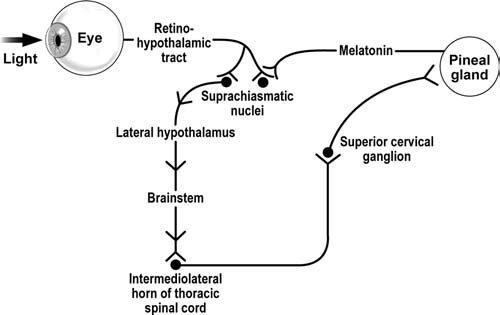 Light
Eye
Retino-
hypothalamic
tract
Melatonin
Pineal
gland
Suprachiasmatic
nuclei
Lateral hypothalamus
Superior cervical
ganglion
Brainstem
Intermediolateral
horn of thoracic
spinal cord